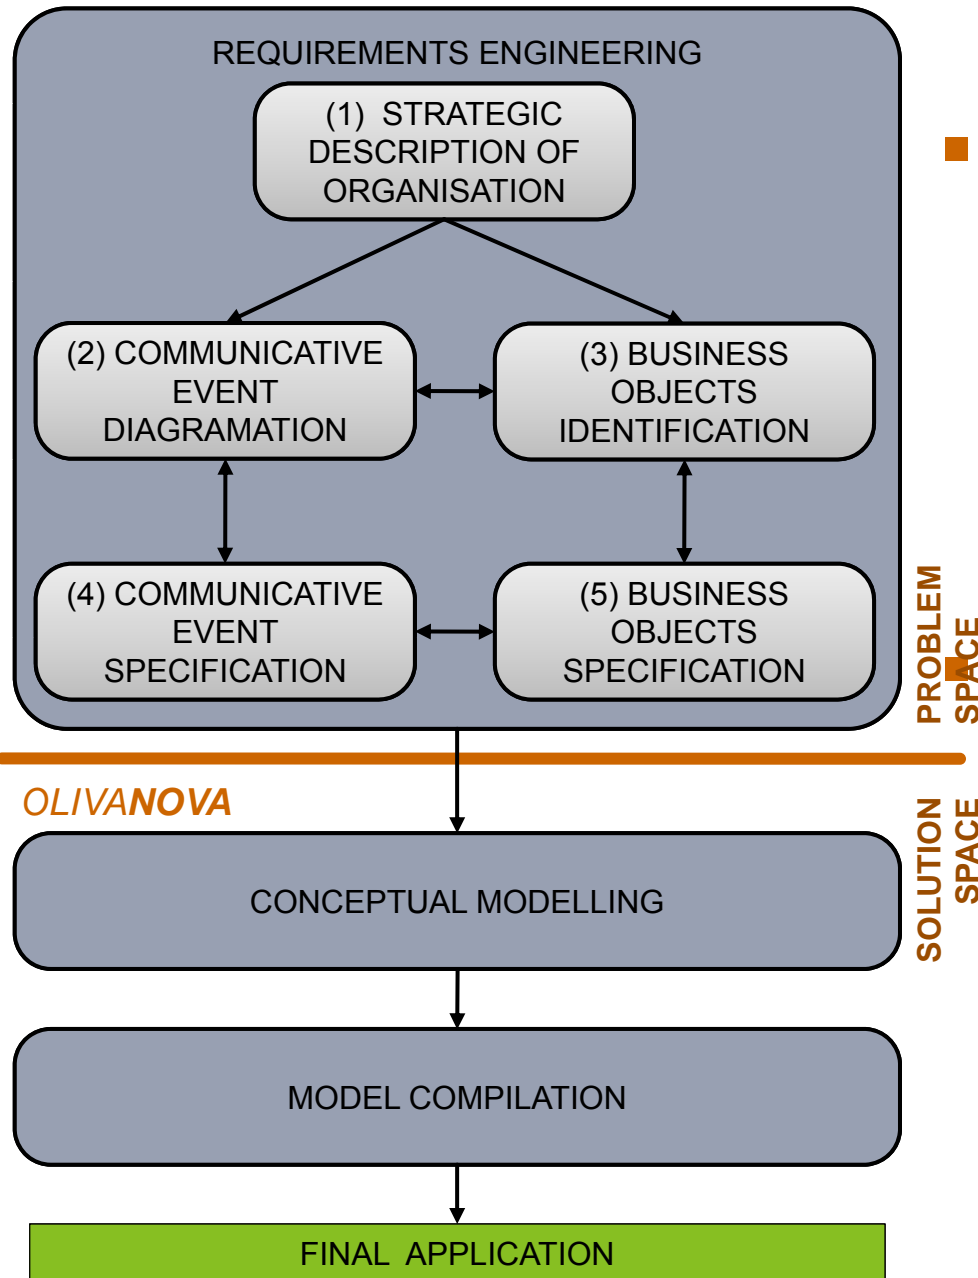 REQUIREMENTS ENGINEERING
(1) STRATEGIC
DESCRIPTION OF
ORGANISATION
(2) COMMUNICATIVE
EVENT
DIAGRAMATION
(3) BUSINESS
OBJECTS
IDENTIFICATION
(4) COMMUNICATIVE
EVENT
SPECIFICATION
(5) BUSINESS
OBJECTS
SPECIFICATION
PROBLEM
SPACE
OLIVANOVA
SOLUTION
SPACE
CONCEPTUAL MODELLING
MODEL COMPILATION
FINAL APPLICATION